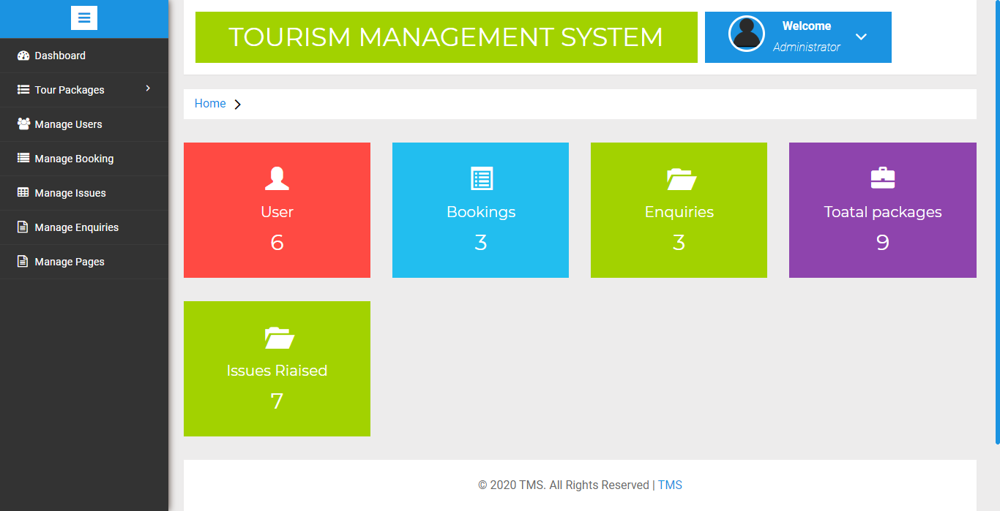 TOURISM MANAGEMENT SYSTEM
Welcome
Administrator
Dashboard
Tour Packages
Manage Users
Manage Booking
Manage Issues
Manage Enquiries
Manage Pages
Home
User
6
Bookings
3
Enquiries
3
Toatal packages
9
Issues Riaised
7
© 2020 TMS. All Rights Reserved | TMS